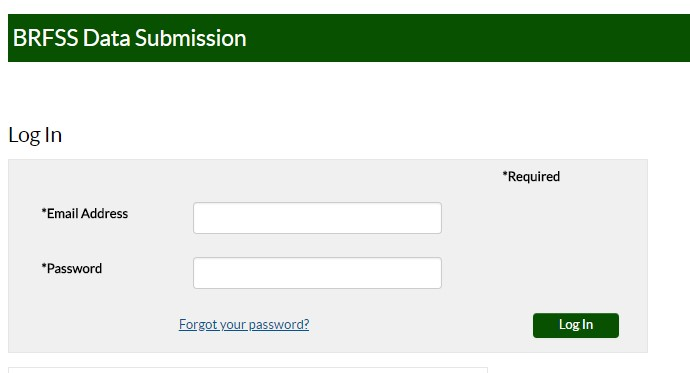 BRFSS Data Submission
Log In
*Required
*Email Address
*Password
Forgot your password?
Log In